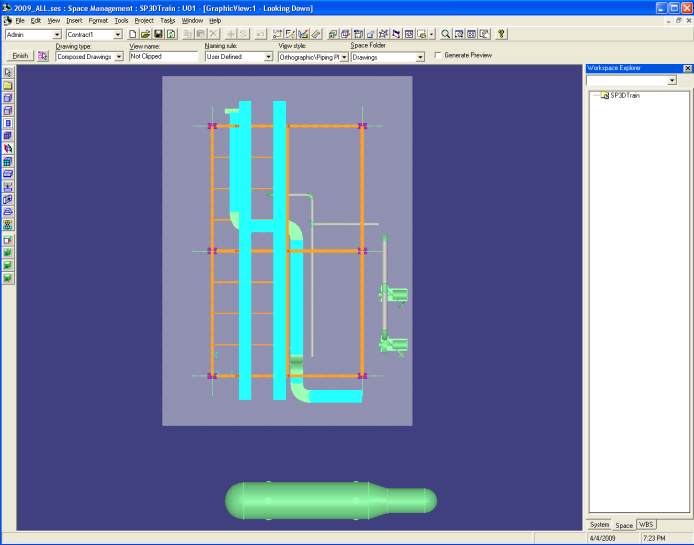 2009_ALL.ses : Space Management : SP3DTrain : U01 - [GraphicView:1 - Looking Down]
File Edit View Insert Format Tools Project Tasks Window Help
Admin Contract1
Drawing type: View name: Naming rule: View style: Space Folder
Finish Composed Drawings Not Clipped User Defined Orthographic\Piping Pl Drawings Generate Preview
Workspace Explorer
SP3DTrain
System Space WBS
4/4/2009 7:23 PM